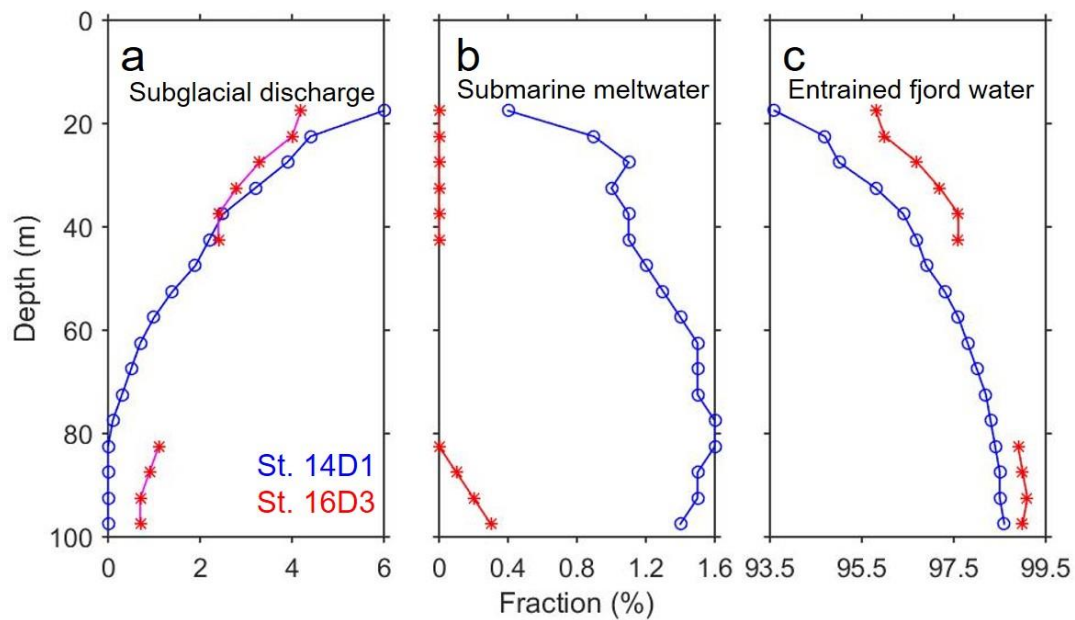 0
20
40
60
80
100
Depth (m)
a
Subglacial discharge
St. 14D1
St. 16D3
0 2 4 6
b
Submarine meltwater
0 0.4 0.8 1.2 1.6
c
Entrained fjord water
93.5 95.5 97.5 99.5
Fraction (%)